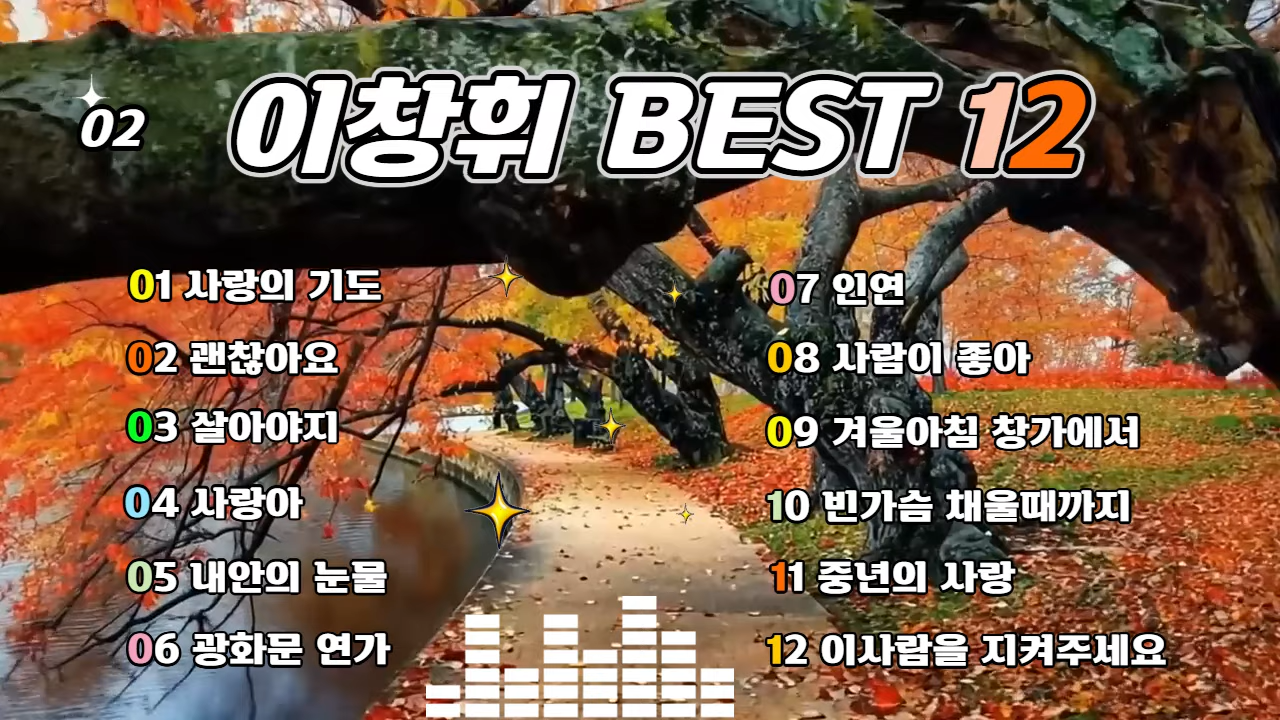 02
이창휘 BEST 12
01 사랑의 기도
02 괜찮아요
03 살아야지
04 사랑아
05 내안의 눈물
06 광화문 연가
07 인연
08 사람이 좋아
09 겨울아침 창가에서
10 빈가슴 채울때까지
11 중년의 사랑
12 이사람을 지켜주세요